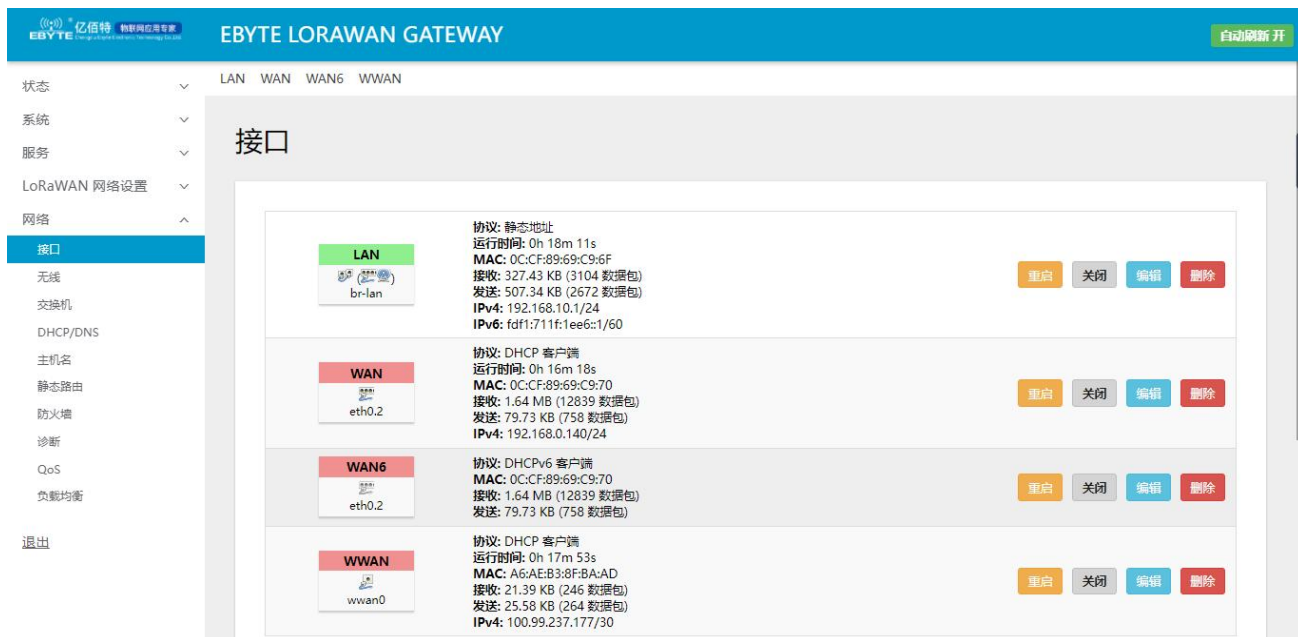 EBYTE 亿佰特 物联网应用专家
EBYTE LORAWAN GATEWAY
自动刷新 开
状态
系统
服务
LoRaWAN 网络设置
网络
接口
无线
交换机
DHCP/DNS
主机名
静态路由
防火墙
诊断
QoS
负载均衡
退出
LAN WAN WAN6 WWAN
接口
LAN
br-lan
协议: 静态地址
运行时间: 0h 18m 11s
MAC: 0C:CF:89:69:C9:6F
接收: 327.43 KB (3104 数据包)
发送: 507.34 KB (2672 数据包)
IPv4: 192.168.10.1/24
IPv6: fdf1:711f:1ee6::1/60
重启 关闭 编辑 删除
WAN
eth0.2
协议: DHCP 客户端
运行时间: 0h 16m 18s
MAC: 0C:CF:89:69:C9:70
接收: 1.64 MB (12839 数据包)
发送: 79.73 KB (758 数据包)
IPv4: 192.168.0.140/24
重启 关闭 编辑 删除
WAN6
eth0.2
协议: DHCPv6 客户端
MAC: 0C:CF:89:69:C9:70
接收: 1.64 MB (12839 数据包)
发送: 79.73 KB (758 数据包)
重启 关闭 编辑 删除
WWAN
wwan0
协议: DHCP 客户端
运行时间: 0h 17m 53s
MAC: A6:AE:B3:8F:BA:AD
接收: 21.39 KB (246 数据包)
发送: 25.58 KB (264 数据包)
IPv4: 100.99.237.177/30
重启 关闭 编辑 删除